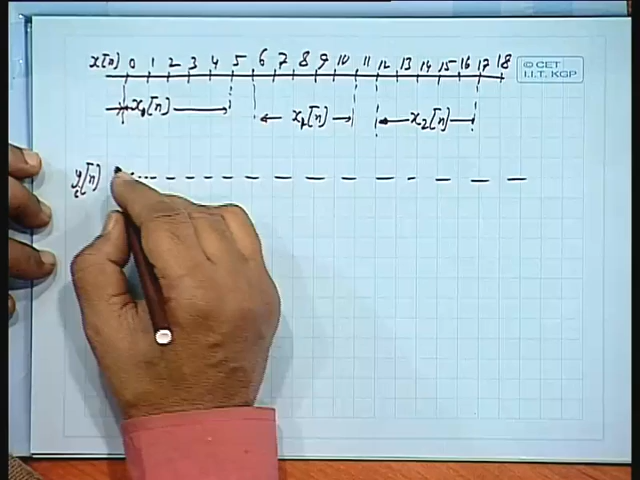 x[n] 0 1 2 3 4 5 6 7 8 9 10 11 12 13 14 15 16 17 18
© CET
I.I.T. KGP
x₀[n] x₁[n] x₂[n]
y [n]